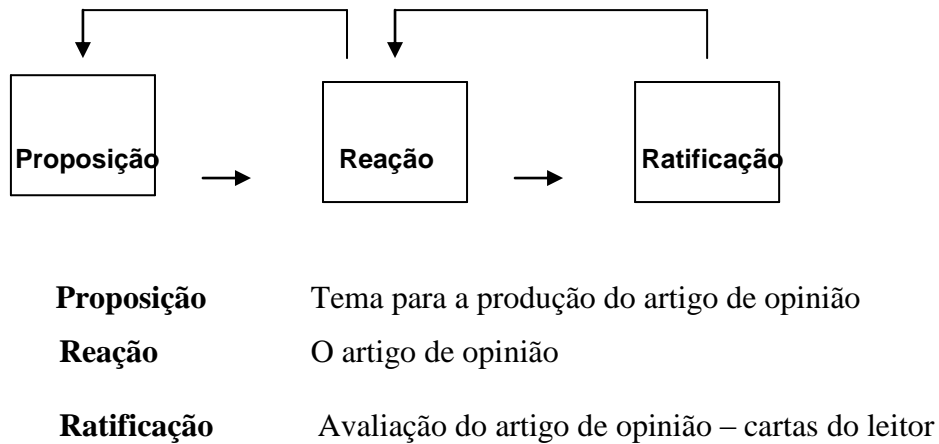 Proposição Reação Ratificação
Proposição Tema para a produção do artigo de opinião
Reação O artigo de opinião
Ratificação Avaliação do artigo de opinião – cartas do leitor